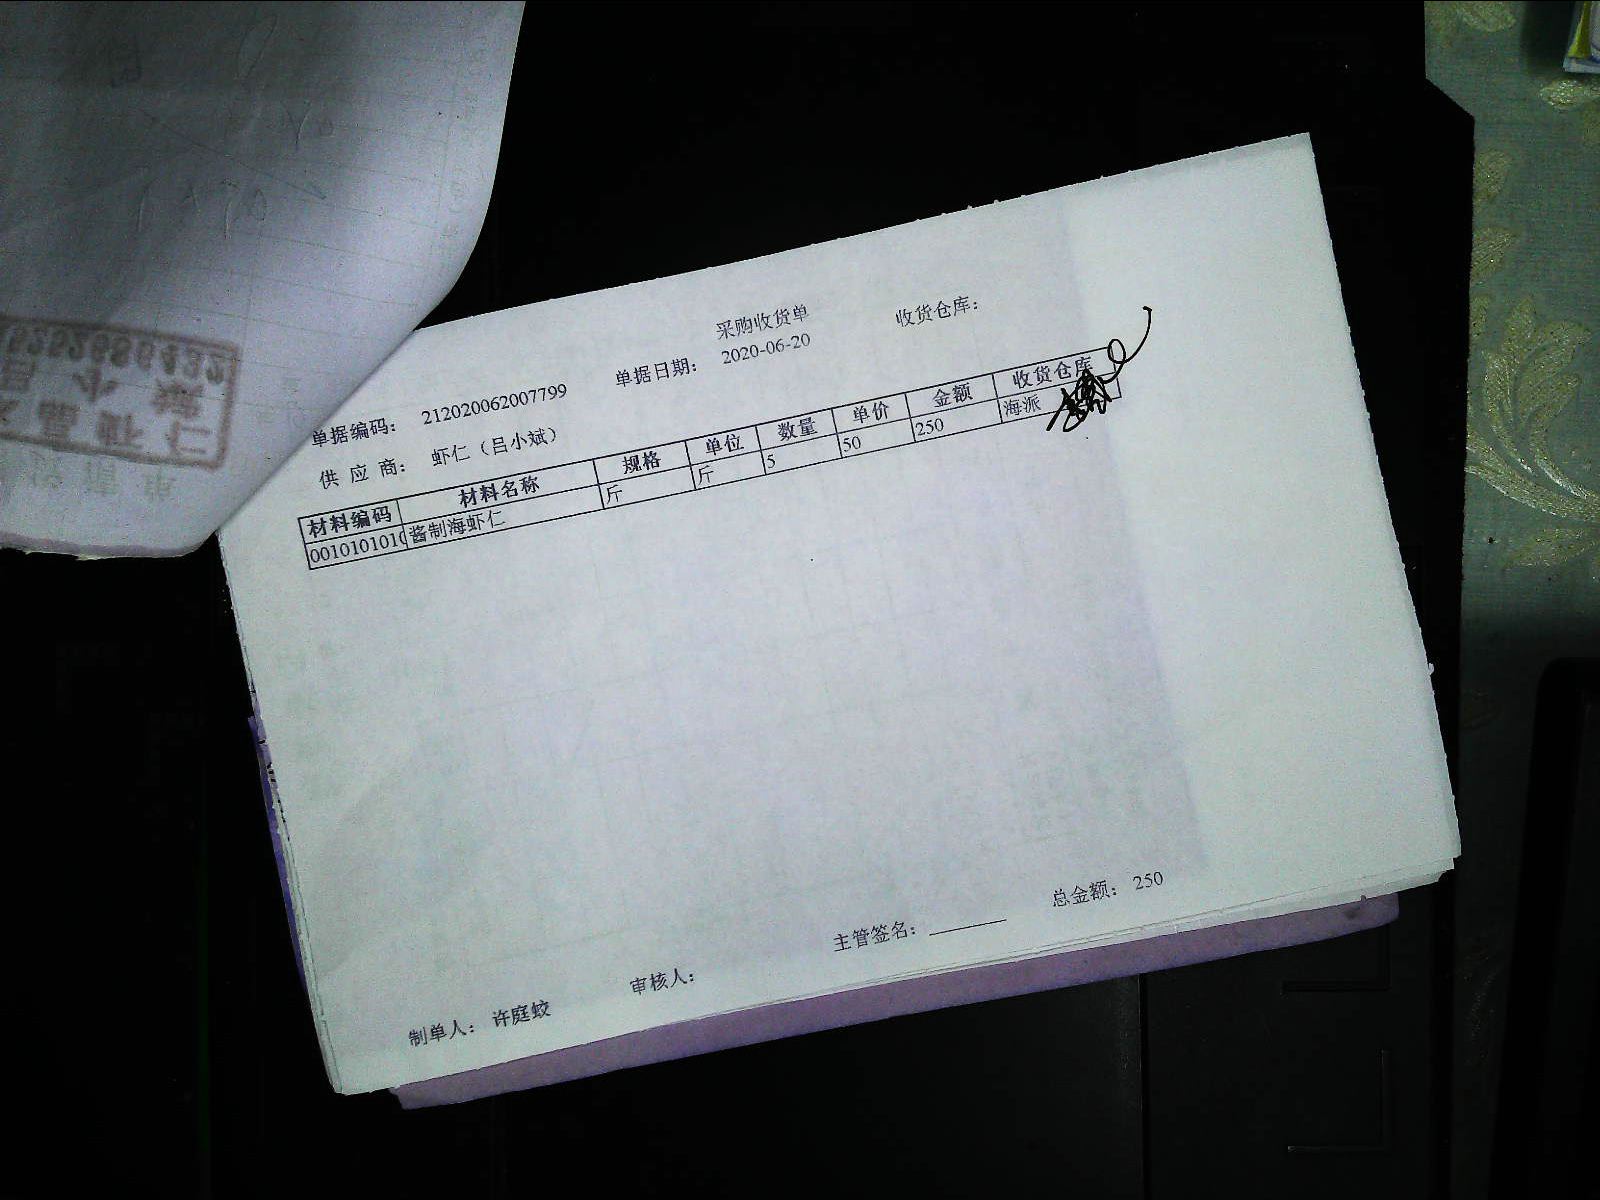 采购收货单
收货仓库：
单据编码： 212020062007799
单据日期： 2020-06-20
供 应 商： 虾仁（吕小斌）
材料编码 材料名称 规格 单位 数量 单价 金额 收货仓库
0010101010 酱制海虾仁 斤 斤 5 50 250 海派
总金额： 250
主管签名：
审核人：
制单人： 许庭蛟